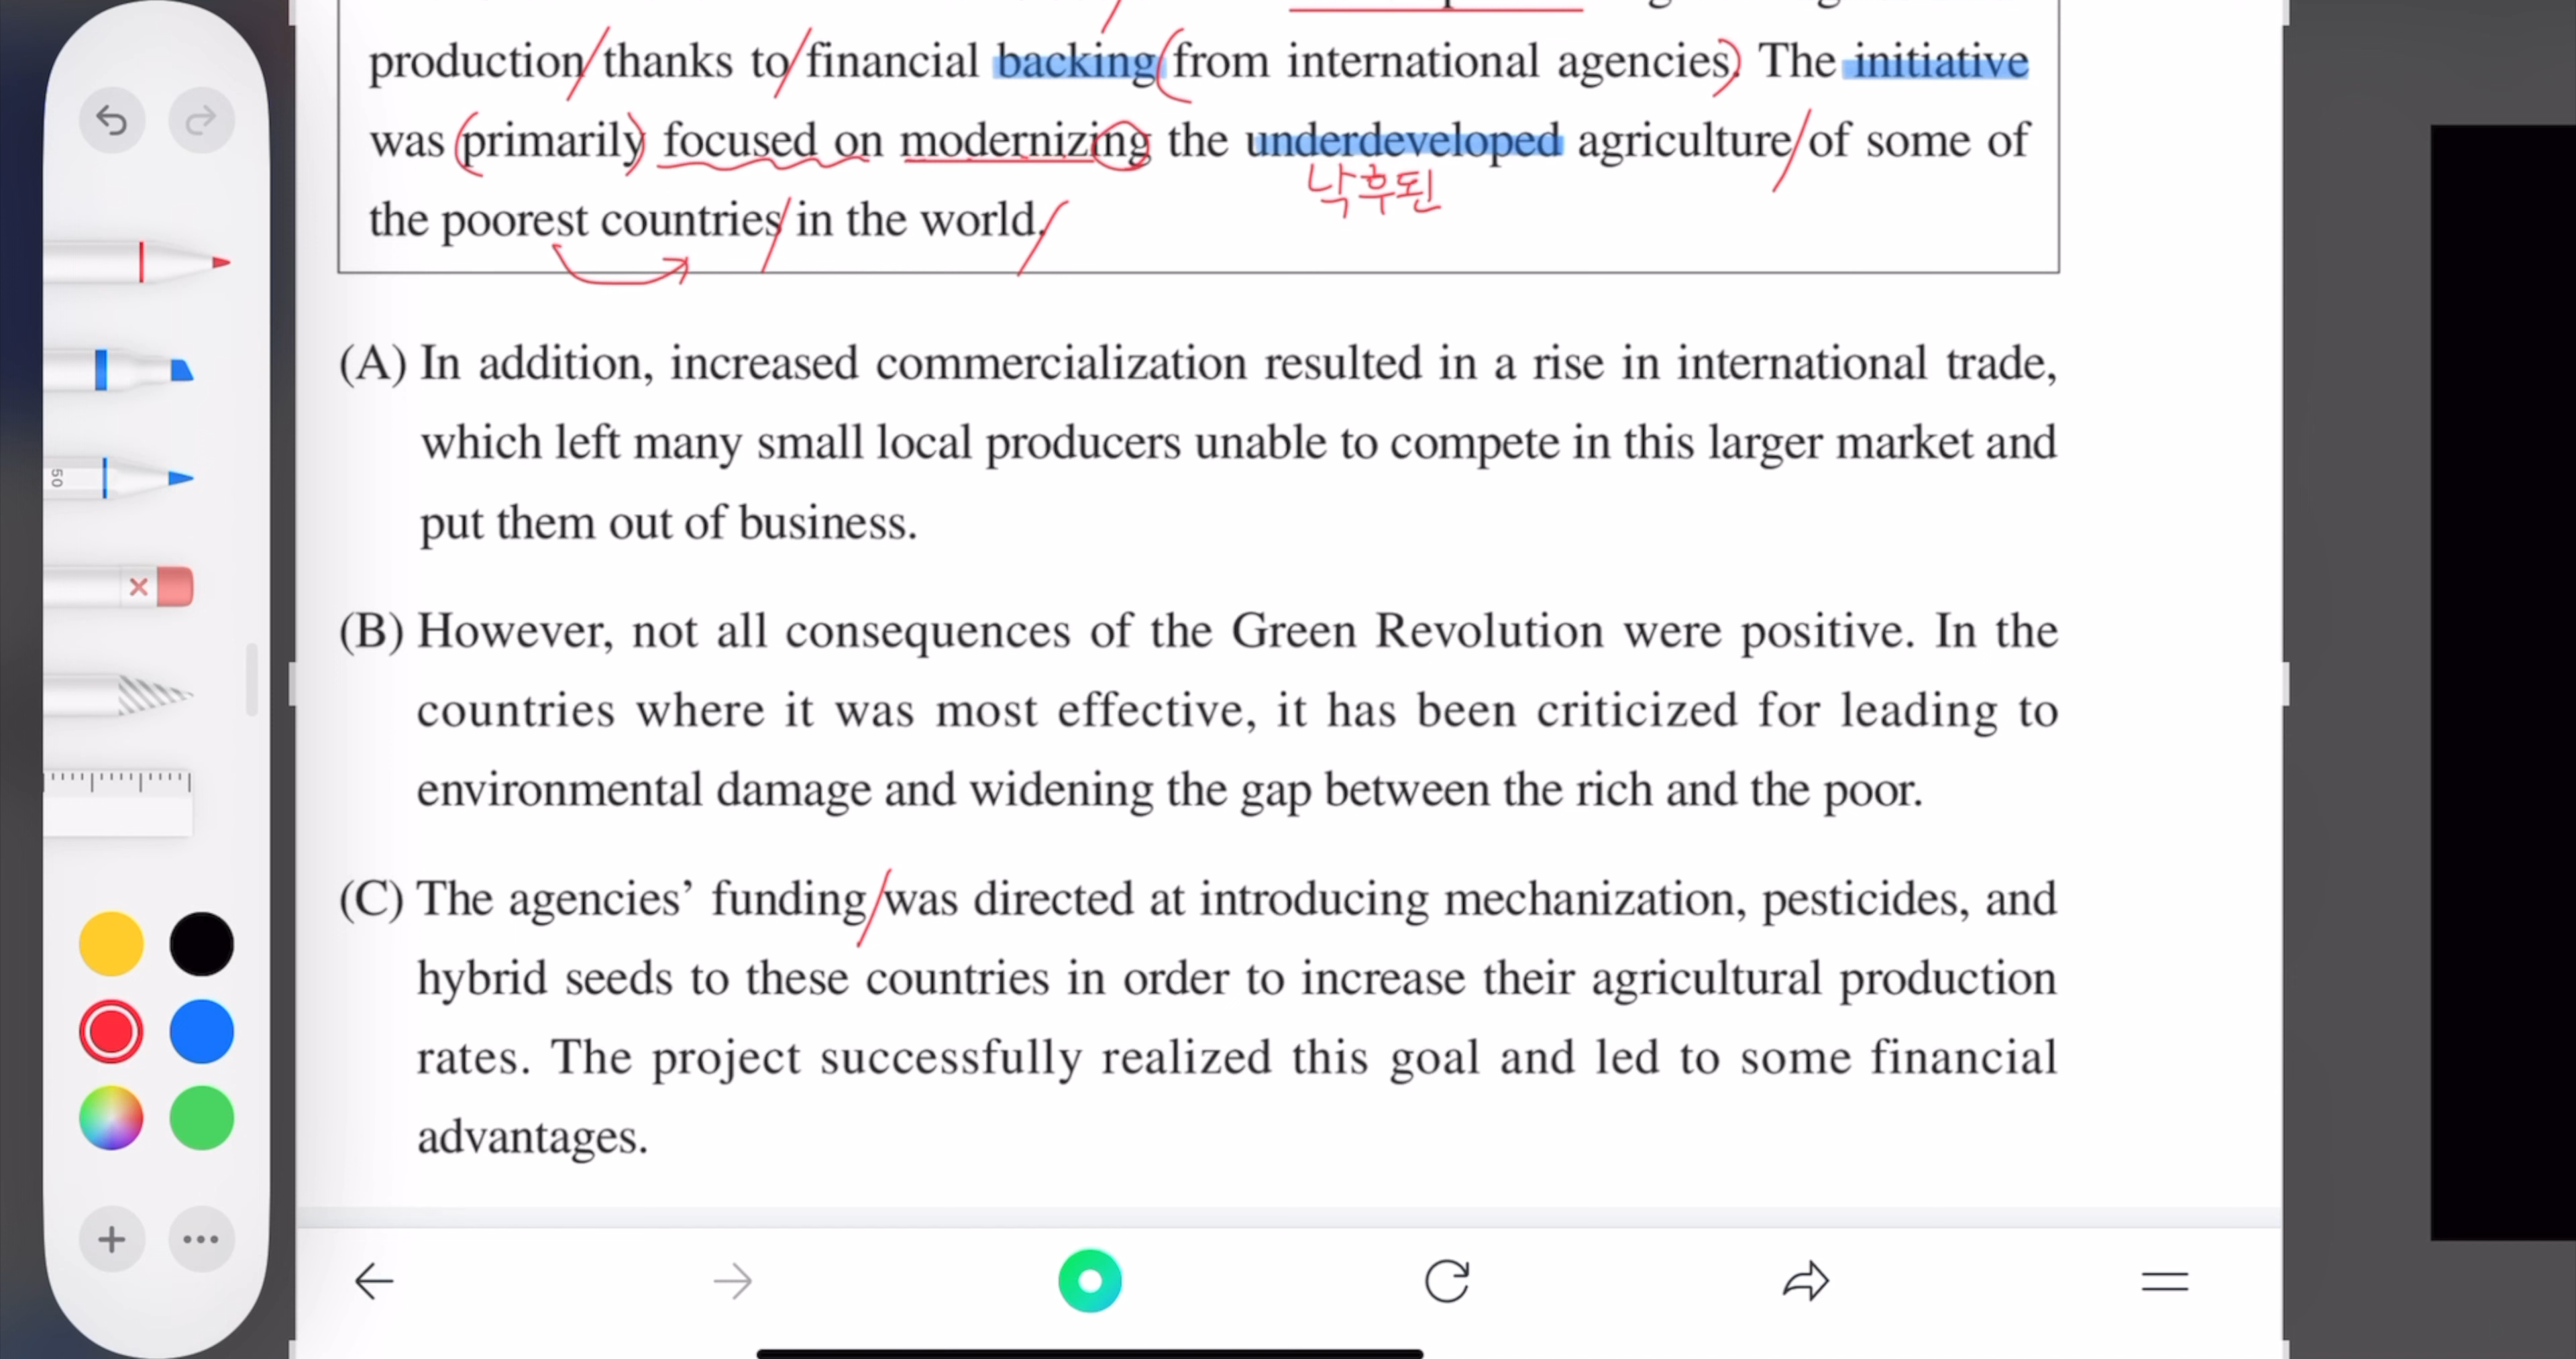 production thanks to financial backing from international agencies. The initiative
was primarily focused on modernizing the underdeveloped agriculture of some of
낙후된
the poorest countries in the world.
(A) In addition, increased commercialization resulted in a rise in international trade,
which left many small local producers unable to compete in this larger market and
put them out of business.
(B) However, not all consequences of the Green Revolution were positive. In the
countries where it was most effective, it has been criticized for leading to
environmental damage and widening the gap between the rich and the poor.
(C) The agencies’ funding was directed at introducing mechanization, pesticides, and
hybrid seeds to these countries in order to increase their agricultural production
rates. The project successfully realized this goal and led to some financial
advantages.
50